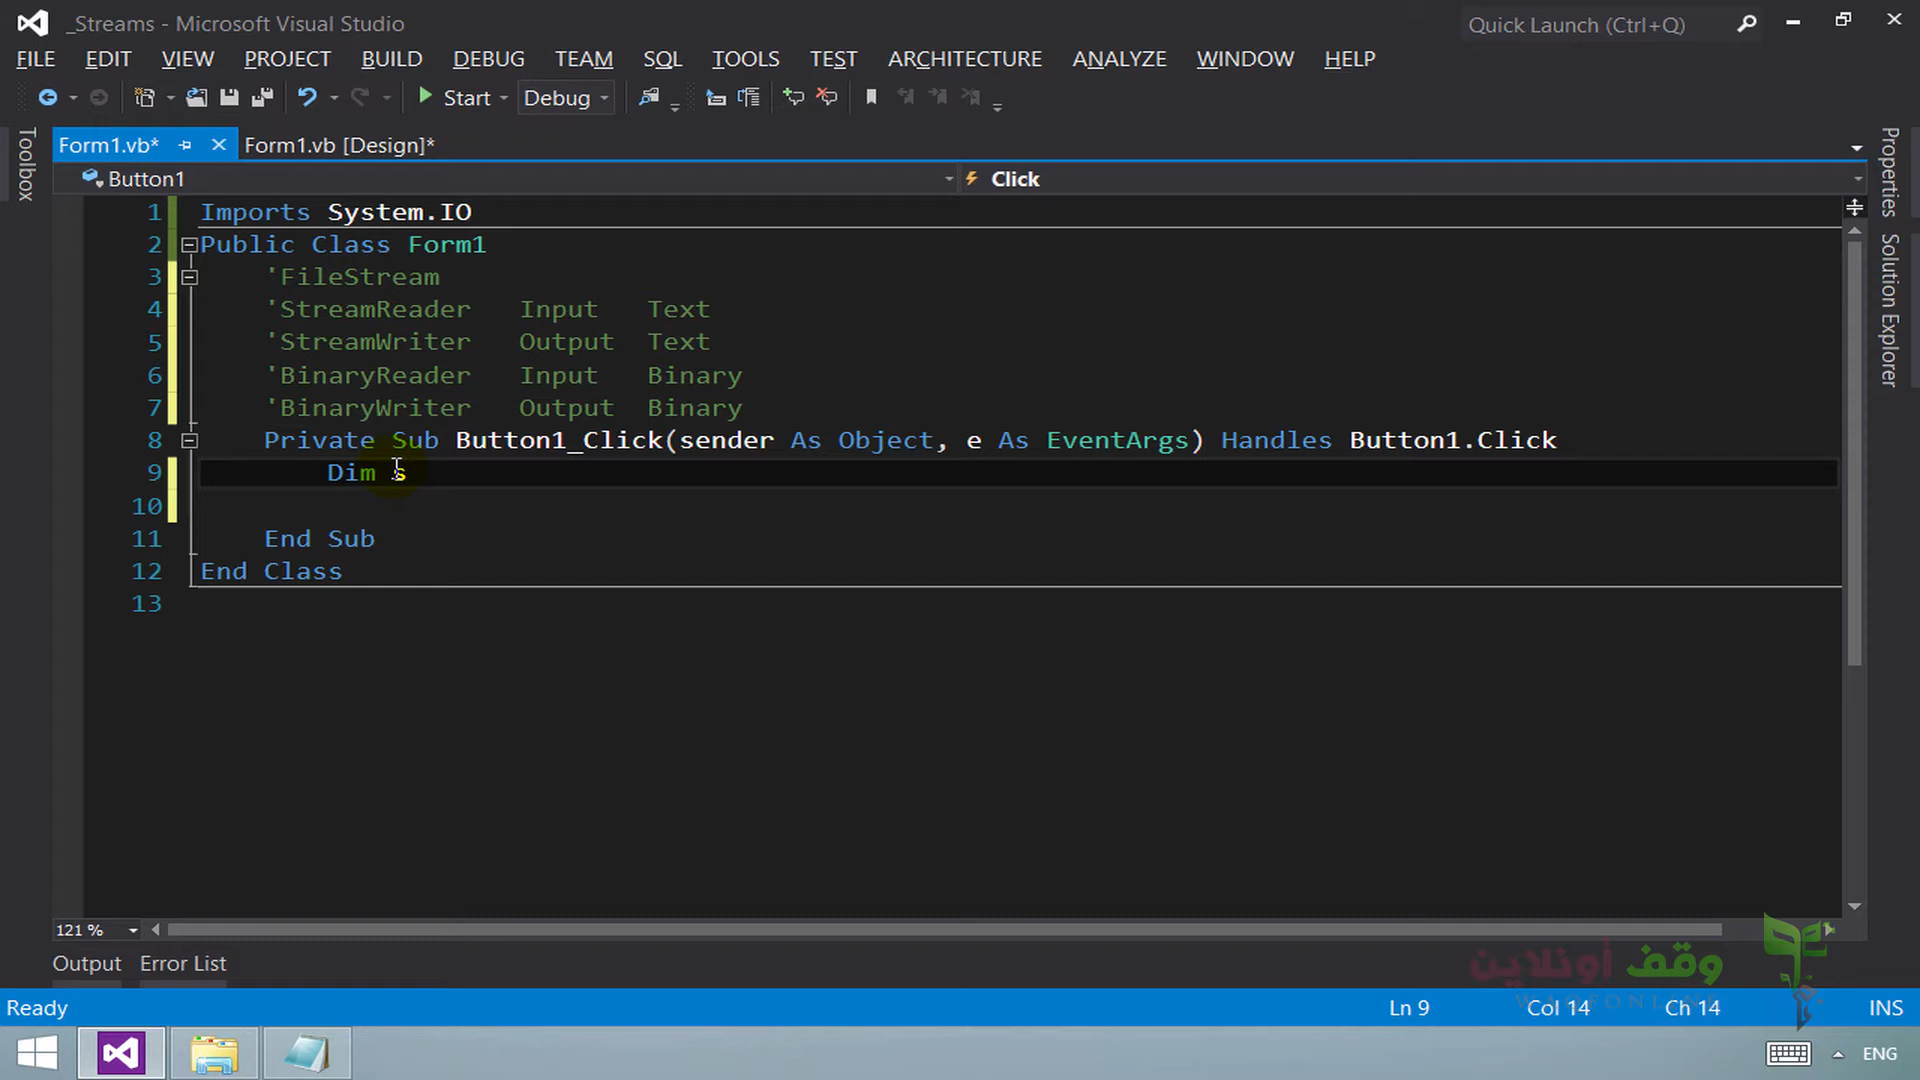 _Streams - Microsoft Visual Studio
Quick Launch (Ctrl+Q)
FILE EDIT VIEW PROJECT BUILD DEBUG TEAM SQL TOOLS TEST ARCHITECTURE ANALYZE WINDOW HELP
Start Debug
Toolbox
Form1.vb* Form1.vb [Design]*
Button1 Click
Properties
Solution Explorer
1 Imports System.IO
2 Public Class Form1
3 'FileStream
4 'StreamReader Input Text
5 'StreamWriter Output Text
6 'BinaryReader Input Binary
7 'BinaryWriter Output Binary
8 Private Sub Button1_Click(sender As Object, e As EventArgs) Handles Button1.Click
9 Dim s
10
11 End Sub
12 End Class
13
121 %
Output Error List
وقف أونلاين
WAQFONLINE
Ready Ln 9 Col 14 Ch 14 INS
ENG